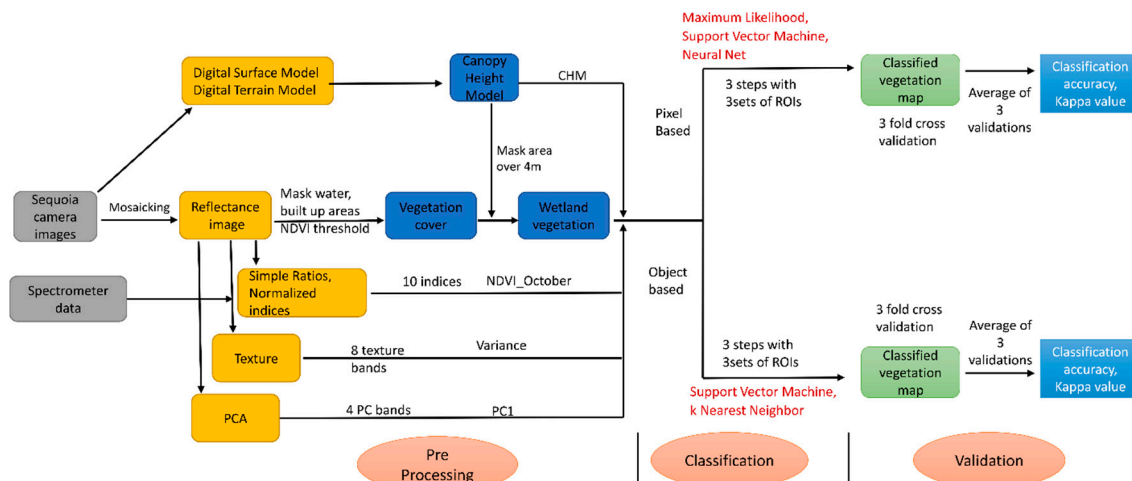 Maximum Likelihood,
Support Vector Machine,
Neural Net
Digital Surface Model
Digital Terrain Model
Canopy
Height
Model
CHM
3 steps with
3sets of ROIs
Classified
vegetation
map
Average of
3
validations
Classification
accuracy,
Kappa value
Pixel
Based
3 fold cross
validation
Mask area
over 4m
Sequoia
camera
images
Mosaicking
Reflectance
image
Mask water,
built up areas
NDVI threshold
Vegetation
cover
Wetland
vegetation
Spectrometer
data
Simple Ratios,
Normalized
indices
10 indices
NDVI_October
Object
based
Texture
8 texture
bands
Variance
PCA
4 PC bands
PC1
3 steps with
3sets of ROIs
Support Vector Machine,
k Nearest Neighbor
3 fold cross
validation
Classified
vegetation
map
Average of
3
validations
Classification
accuracy,
Kappa value
Pre
Processing
Classification
Validation